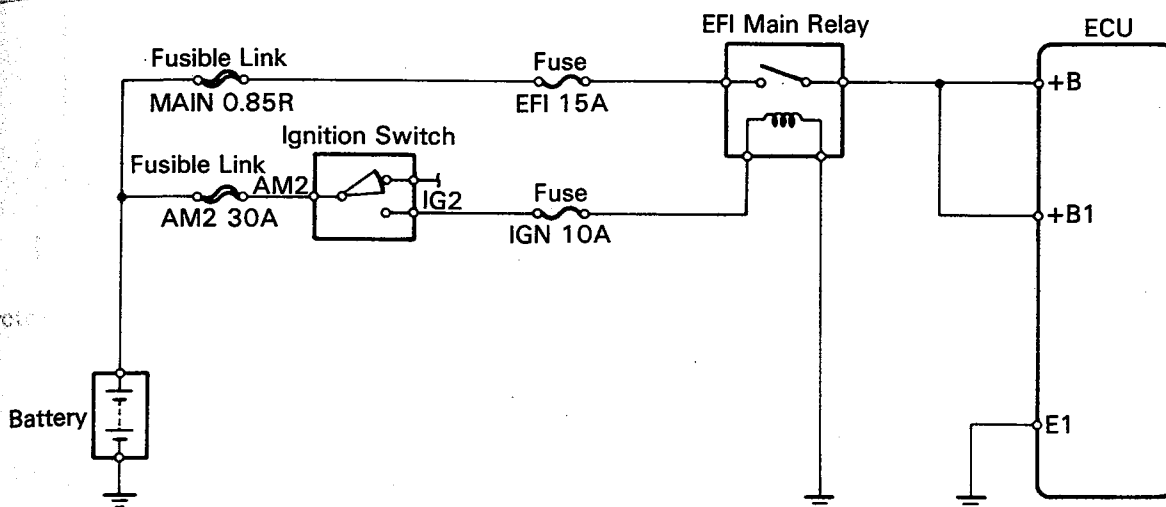 EFI Main Relay
ECU
Fusible Link
MAIN 0.85R
Fuse
EFI 15A
+B
Ignition Switch
Fusible Link
AM2
AM2 30A
IG2
Fuse
IGN 10A
+B1
Battery
E1